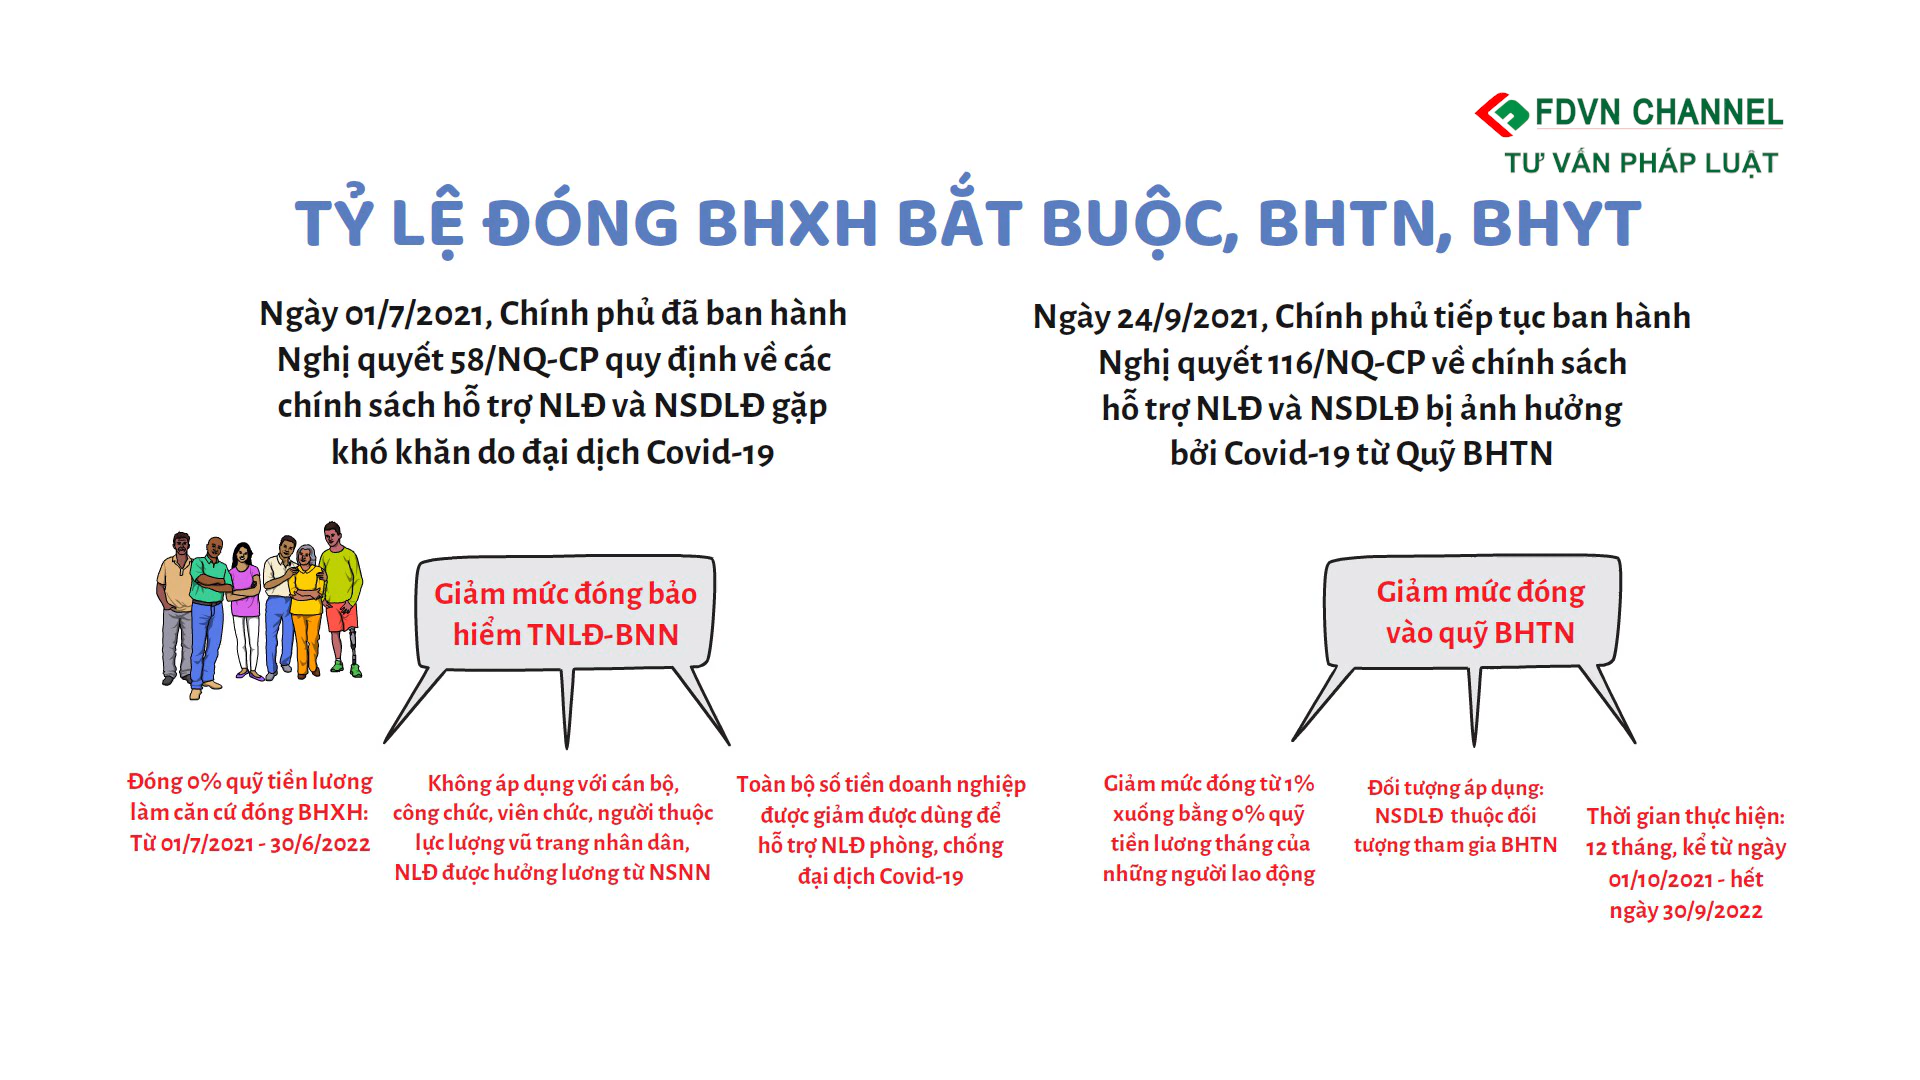 FDVN CHANNEL
TƯ VẤN PHÁP LUẬT
TỶ LỆ ĐÓNG BHXH BẮT BUỘC, BHTN, BHYT
Ngày 01/7/2021, Chính phủ đã ban hành
Nghị quyết 58/NQ-CP quy định về các
chính sách hỗ trợ NLĐ và NSDLĐ gặp
khó khăn do đại dịch Covid-19
Ngày 24/9/2021, Chính phủ tiếp tục ban hành
Nghị quyết 116/NQ-CP về chính sách
hỗ trợ NLĐ và NSDLĐ bị ảnh hưởng
bởi Covid-19 từ Quỹ BHTN
Giảm mức đóng bảo
hiểm TNLĐ-BNN
Đóng 0% quỹ tiền lương
làm căn cứ đóng BHXH:
Từ 01/7/2021 - 30/6/2022
Không áp dụng với cán bộ,
công chức, viên chức, người thuộc
lực lượng vũ trang nhân dân,
NLĐ được hưởng lương từ NSNN
Toàn bộ số tiền doanh nghiệp
được giảm được dùng để
hỗ trợ NLĐ phòng, chống
đại dịch Covid-19
Giảm mức đóng
vào quỹ BHTN
Giảm mức đóng từ 1%
xuống bằng 0% quỹ
tiền lương tháng của
những người lao động
Đối tượng áp dụng:
NSDLĐ thuộc đối
tượng tham gia BHTN
Thời gian thực hiện:
12 tháng, kể từ ngày
01/10/2021 - hết
ngày 30/9/2022